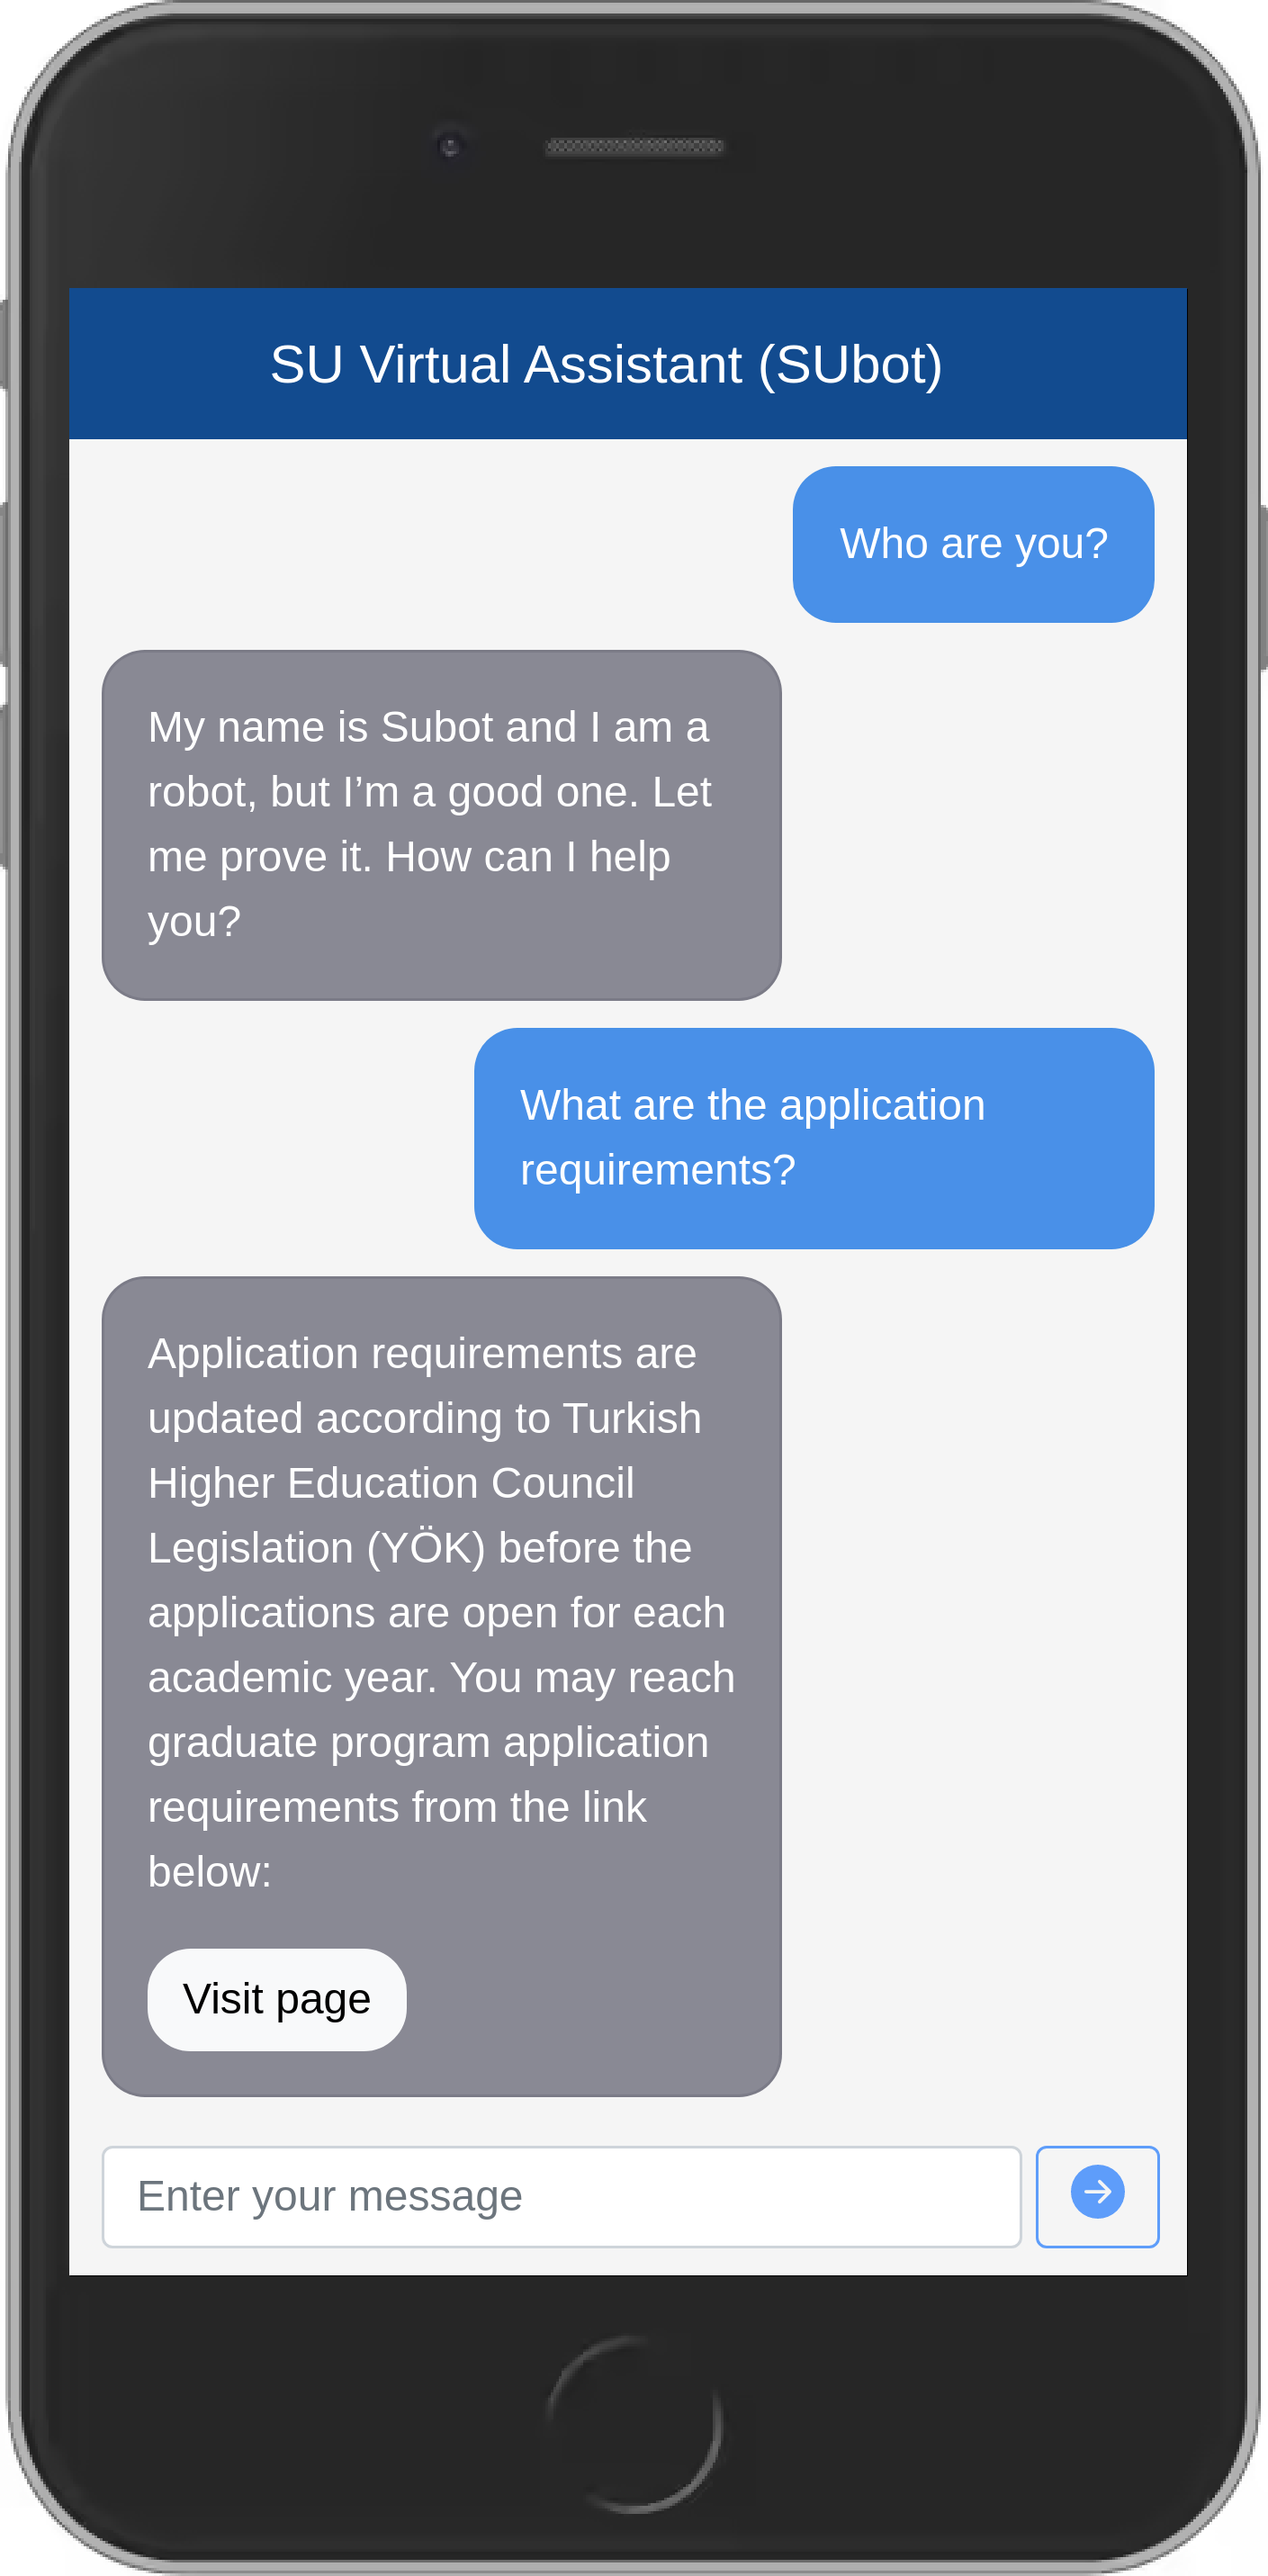 SU Virtual Assistant (SUbot)
Who are you?
My name is Subot and I am a
robot, but I’m a good one. Let
me prove it. How can I help
you?
What are the application
requirements?
Application requirements are
updated according to Turkish
Higher Education Council
Legislation (YÖK) before the
applications are open for each
academic year. You may reach
graduate program application
requirements from the link
below:
Visit page
Enter your message